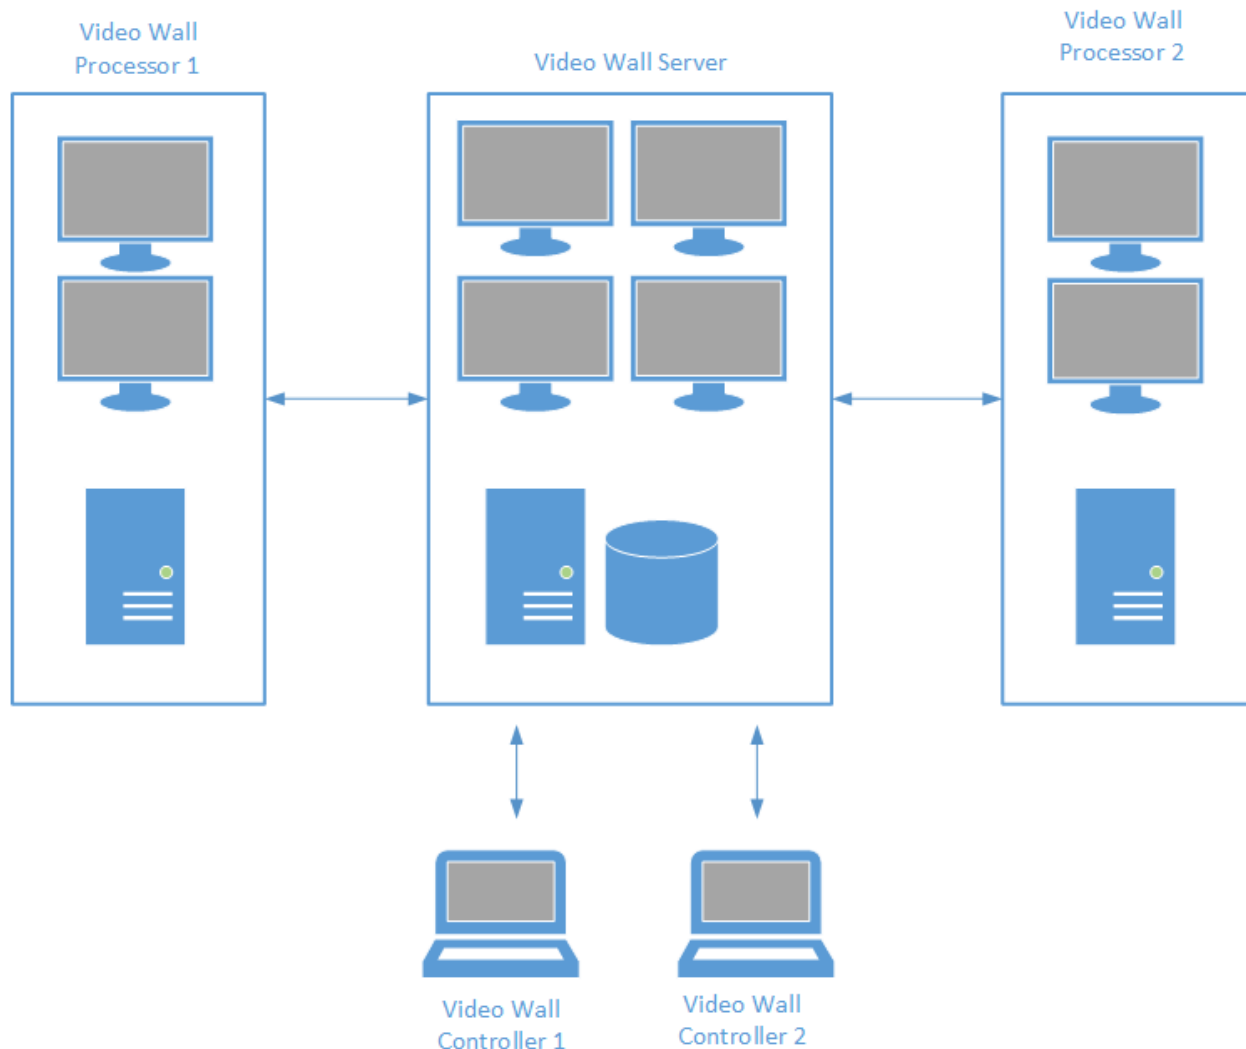 Video Wall
Processor 1
Video Wall Server
Video Wall
Processor 2
Video Wall
Controller 1
Video Wall
Controller 2